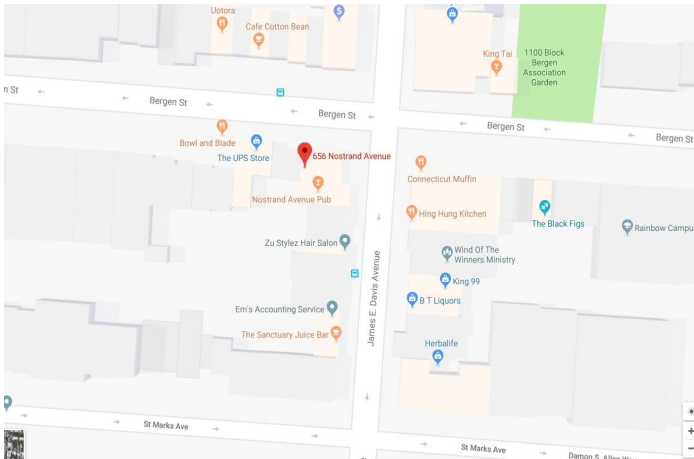 Uotora
Cafe Cotton Bean
King Tai
1100 Block
Bergen
Association
Garden
n St
Bergen St
Bergen St
Bergen St
Bergen St
Bowl and Blade
The UPS Store
656 Nostrand Avenue
Nostrand Avenue Pub
Connecticut Muffin
Hing Hung Kitchen
The Black Figs
Rainbow Campu
Zu Stylez Hair Salon
Wind Of The
Winners Ministry
King 99
B T Liquors
Em's Accounting Service
The Sanctuary Juice Bar
James E. Davis Avenue
Herbalife
St Marks Ave
St Marks Ave
Damon S. Allen